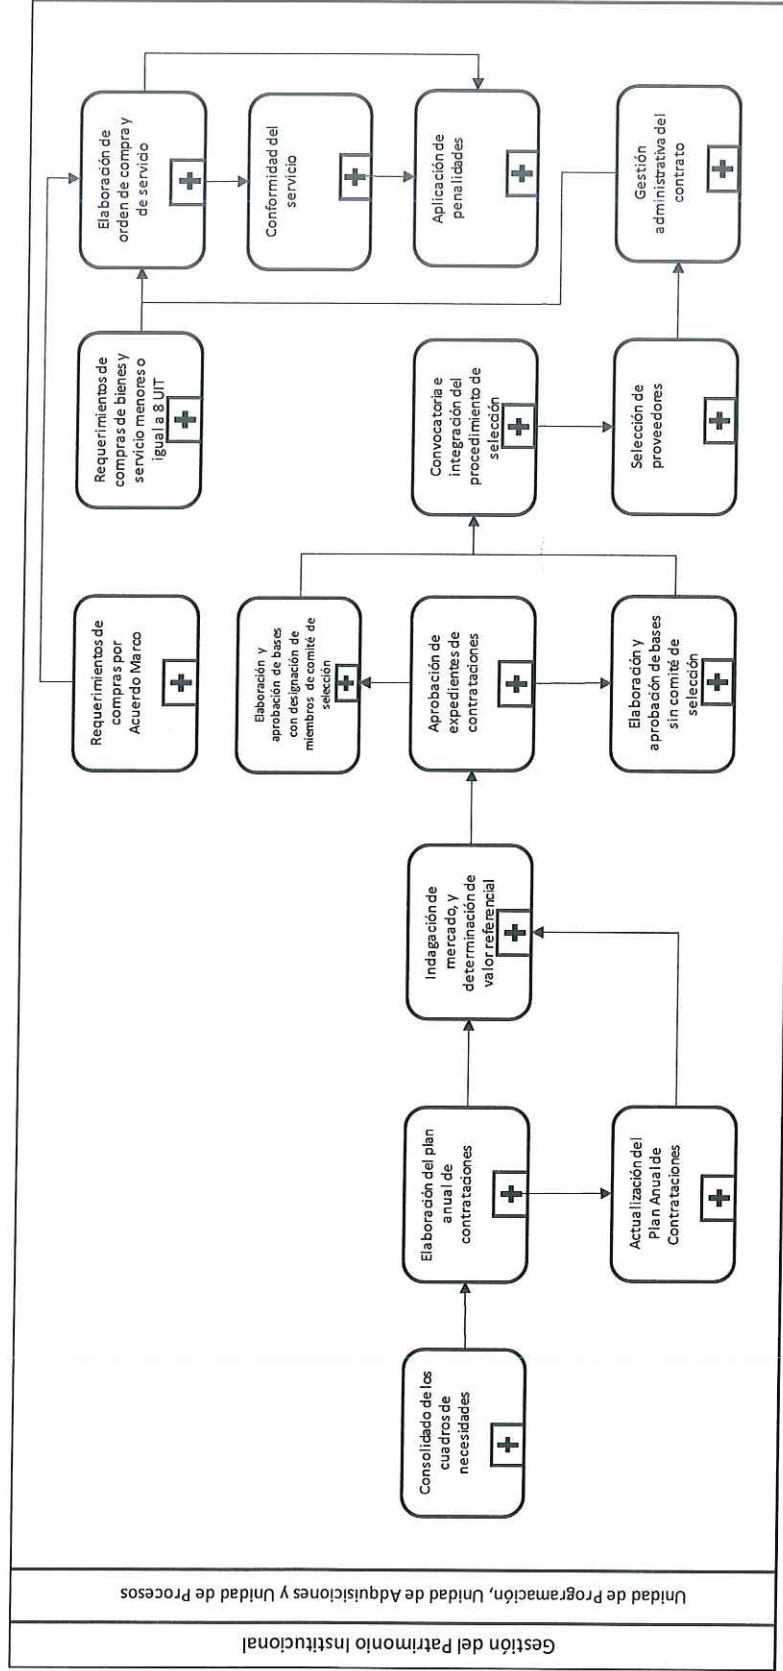 Gestión del Patrimonio Institucional
Unidad de Programación, Unidad de Adquisiciones y Unidad de Procesos
Consolidado de los
cuadros de
necesidades
Elaboración del plan
anual de
contrataciones
Actualización del
Plan Anual de
Contrataciones
Indagación de
mercado, y
determinación de
valor referencial
Requerimientos de
compras por
Acuerdo Marco
Elaboración y
aprobación de bases
con designación de
miembros de comité de
selección
Aprobación de
expedientes de
contrataciones
Elaboración y
aprobación de bases
sin comité de
selección
Requerimientos de
compras de bienes y
servicio menores o
igual a 8 UIT
Convocatoria e
integración del
procedimiento de
selección
Selección de
proveedores
Elaboración de
orden de compra y
de servicio
Conformidad del
servicio
Aplicación de
penalidades
Gestión
administrativa del
contrato